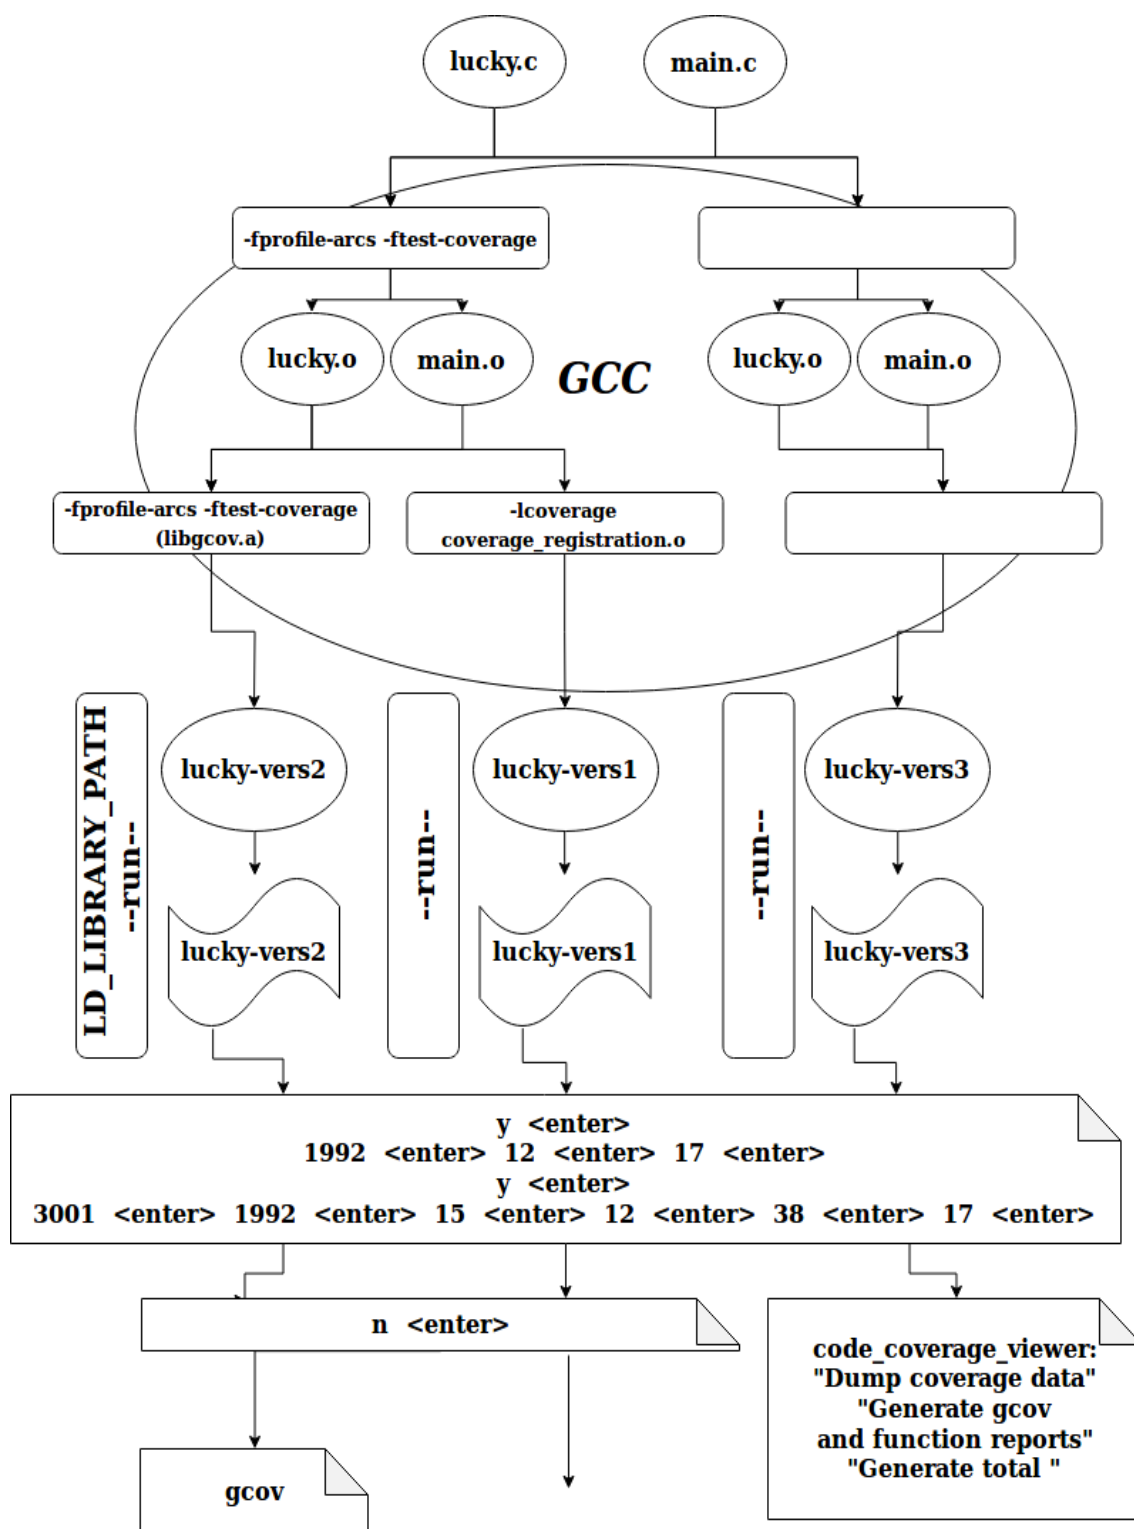 lucky.c
main.c
-fprofile-arcs -ftest-coverage
lucky.o
main.o
GCC
lucky.o
main.o
-fprofile-arcs -ftest-coverage
(libgcov.a)
-lcoverage
coverage_registration.o
LD_LIBRARY_PATH
--run--
lucky-vers2
--run--
lucky-vers1
--run--
lucky-vers3
lucky-vers2
lucky-vers1
lucky-vers3
y <enter>
1992 <enter> 12 <enter> 17 <enter>
y <enter>
3001 <enter> 1992 <enter> 15 <enter> 12 <enter> 38 <enter> 17 <enter>
n <enter>
code_coverage_viewer:
"Dump coverage data"
"Generate gcov
and function reports"
"Generate total "
gcov